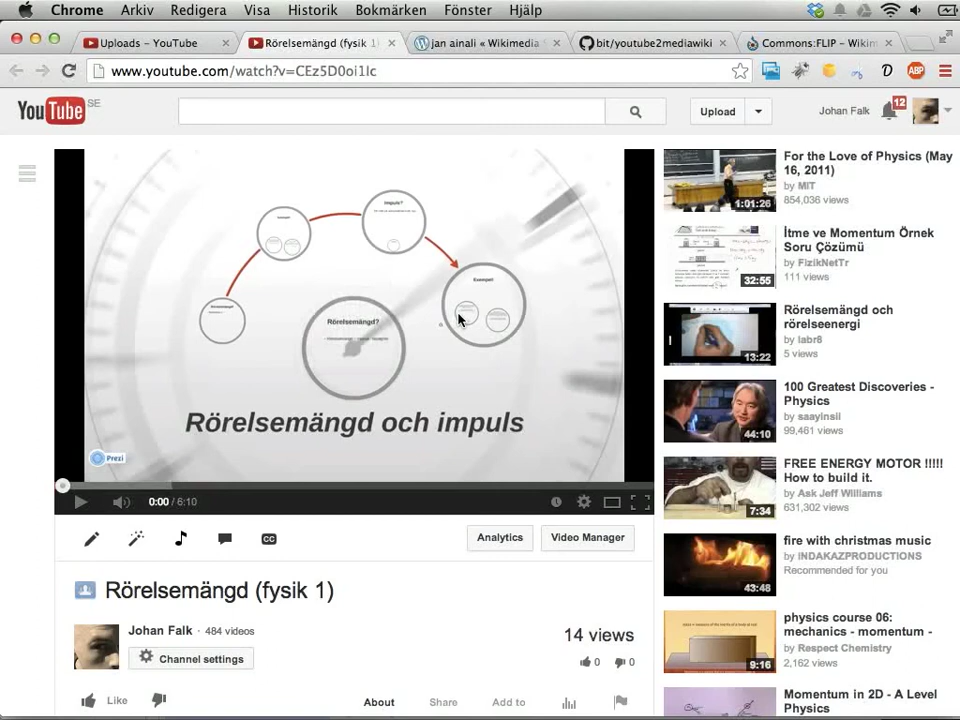 Chrome Arkiv Redigera Visa Historik Bokmärken Fönster Hjälp
Uploads – YouTube
Rörelsemängd (fysik 1
jan ainali « Wikimedia
bit/youtube2mediawiki
Commons:FLIP – Wikim
www.youtube.com/watch?v=CEz5D0oi1Ic
D
ABP
YouTube SE
Upload
Johan Falk
12
Impuls?
Exempel
Rörelsemängd?
Rörelsemängd och impuls
Prezi
0:00 / 6:10
CC
Analytics
Video Manager
Rörelsemängd (fysik 1)
Johan Falk · 484 videos
Channel settings
14 views
0 0
Like
About
Share
Add to
For the Love of Physics (May 16, 2011)
by MIT
854,036 views
1:01:26
İtme ve Momentum Örnek
Soru Çözümü
by FizikNetTr
111 views
32:55
Rörelsemängd och
rörelseenergi
by labr8
5 views
13:22
100 Greatest Discoveries -
Physics
by saayinsil
99,461 views
44:10
FREE ENERGY MOTOR !!!!!
How to build it.
by Ask Jeff Williams
631,302 views
7:34
fire with christmas music
by INDAKAZPRODUCTIONS
Recommended for you
43:48
physics course 06:
mechanics - momentum -
by Respect Chemistry
2,162 views
9:16
Momentum in 2D - A Level
Physics